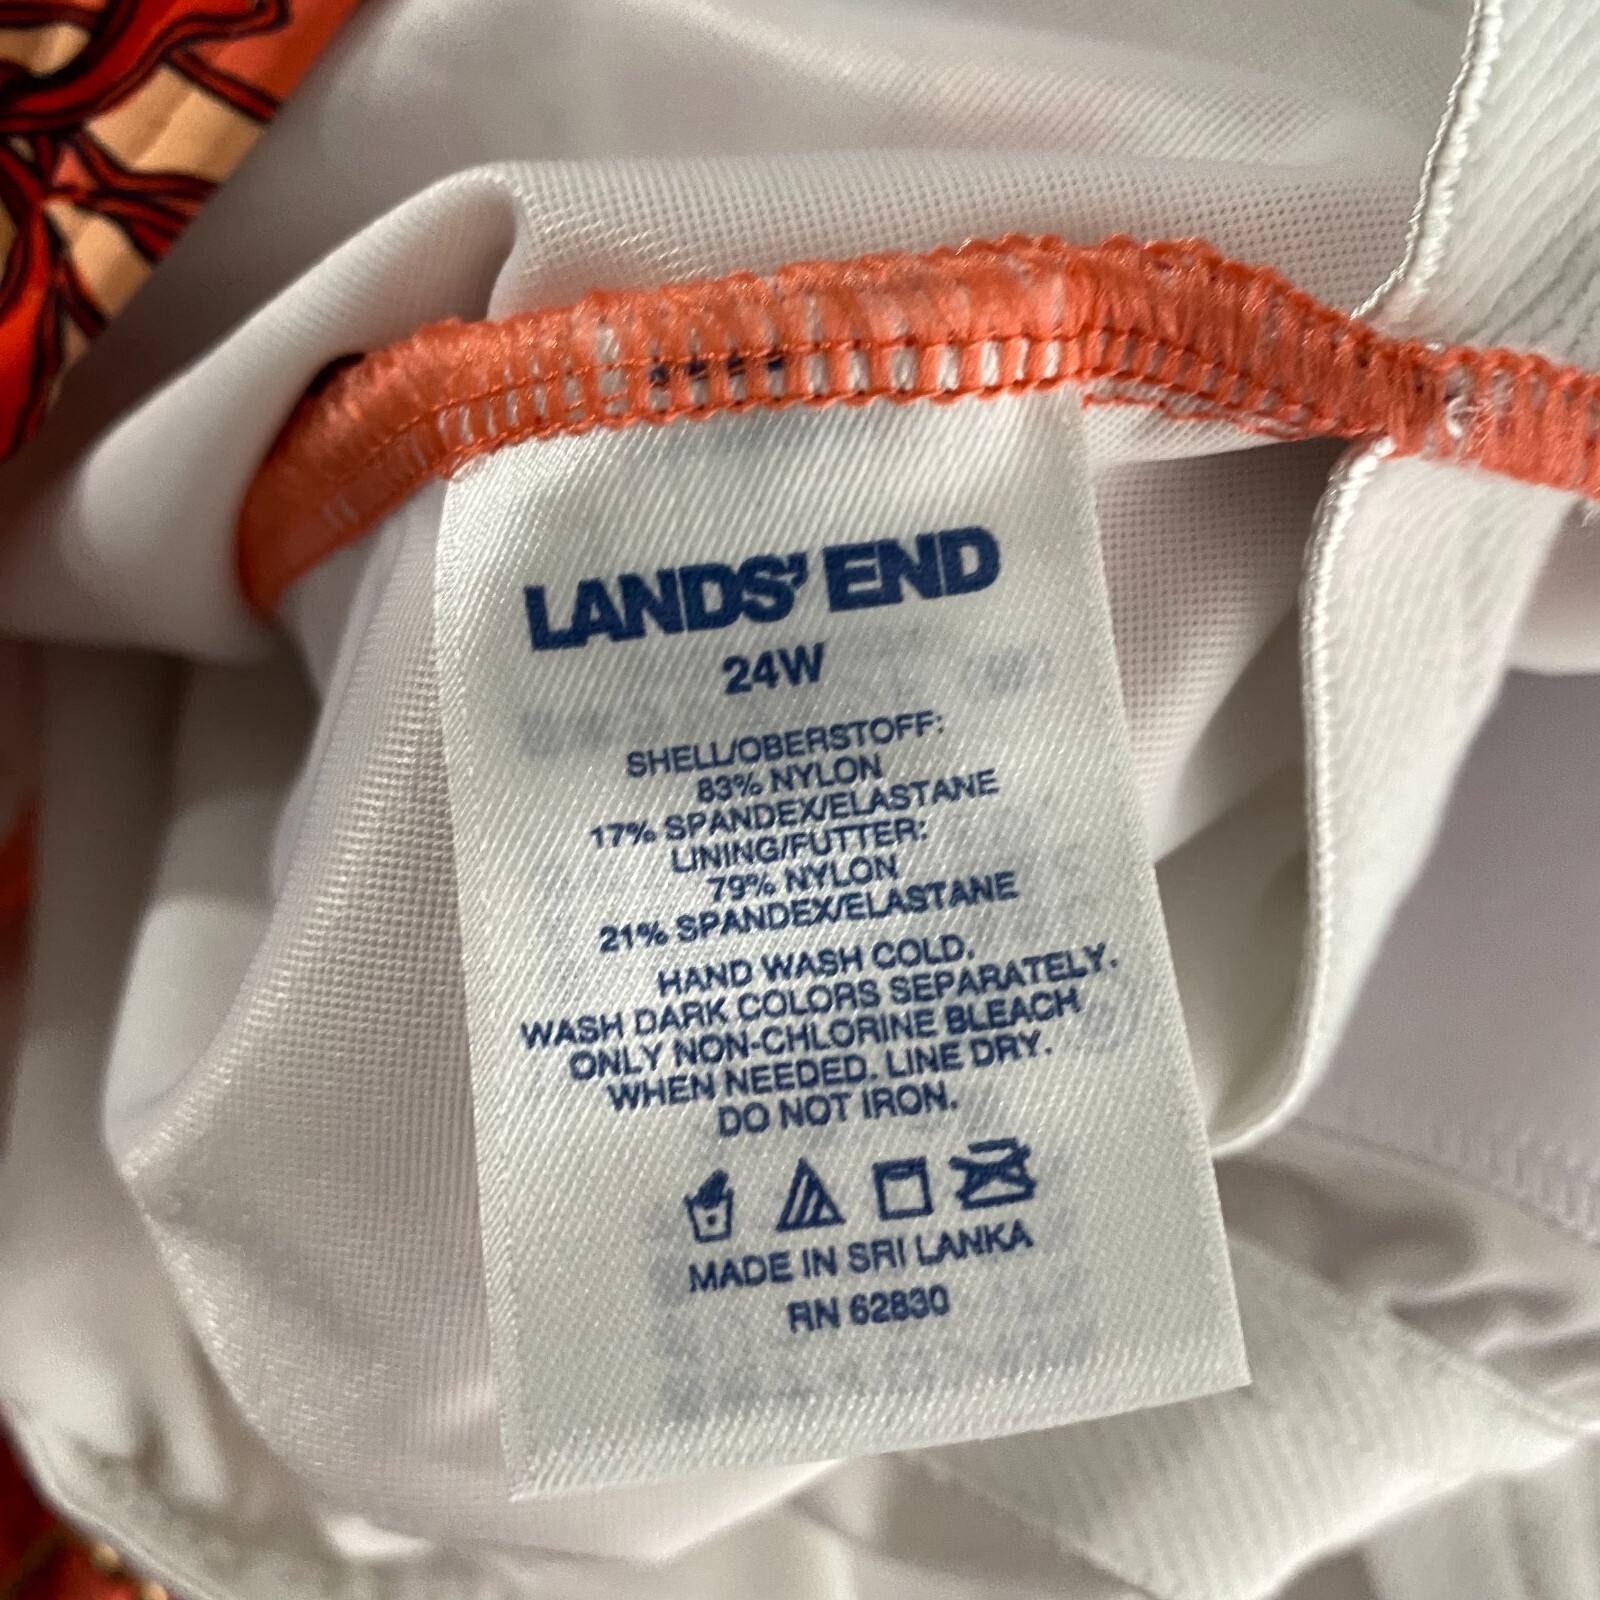 LANDS' END
24W
SHELL/OBERSTOFF:
83% NYLON
17% SPANDEX/ELASTANE
LINING/FUTTER:
79% NYLON
21% SPANDEX/ELASTANE
HAND WASH COLD.
WASH DARK COLORS SEPARATELY.
ONLY NON-CHLORINE BLEACH
WHEN NEEDED. LINE DRY.
DO NOT IRON.
MADE IN SRI LANKA
RN 62830